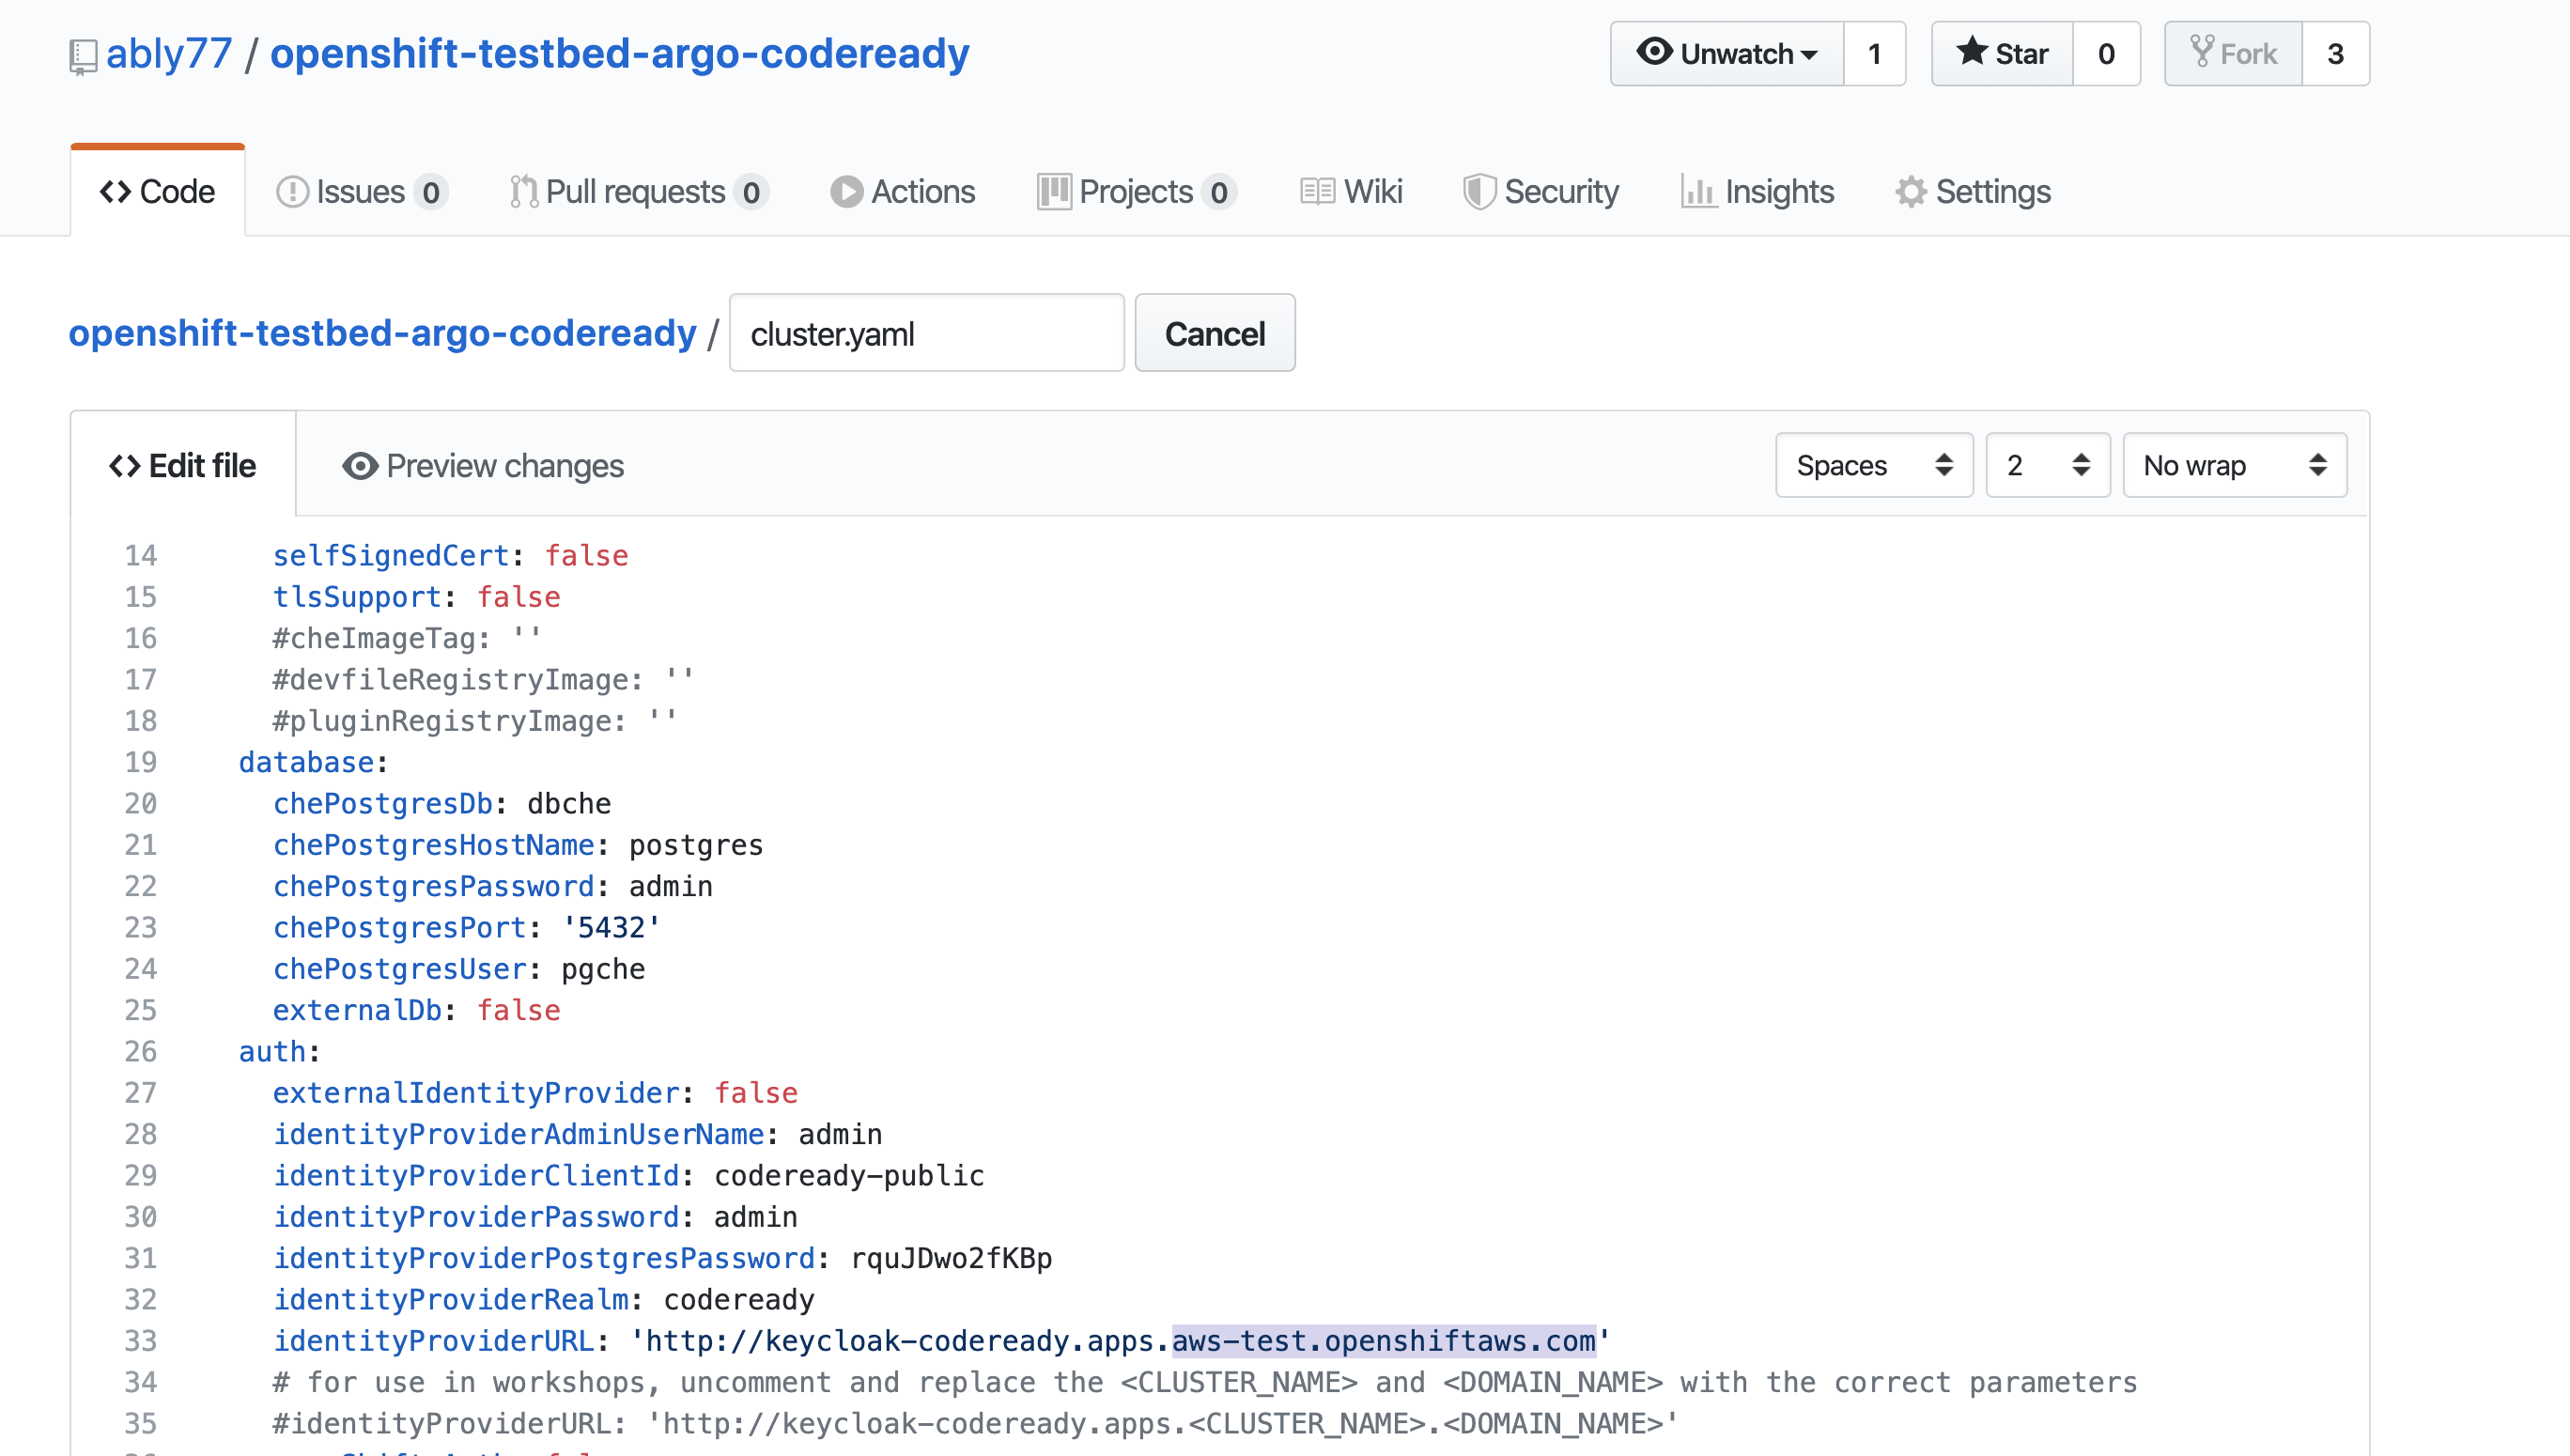 ably77 / openshift-testbed-argo-codeready
Unwatch 1 Star 0 Fork 3
Code Issues 0 Pull requests 0 Actions Projects 0 Wiki Security Insights Settings
openshift-testbed-argo-codeready / cluster.yaml Cancel
Edit file Preview changes Spaces 2 No wrap
14 selfSignedCert: false
15 tlsSupport: false
16 #cheImageTag: ''
17 #devfileRegistryImage: ''
18 #pluginRegistryImage: ''
19 database:
20 chePostgresDb: dbche
21 chePostgresHostName: postgres
22 chePostgresPassword: admin
23 chePostgresPort: '5432'
24 chePostgresUser: pgche
25 externalDb: false
26 auth:
27 externalIdentityProvider: false
28 identityProviderAdminUserName: admin
29 identityProviderClientId: codeready-public
30 identityProviderPassword: admin
31 identityProviderPostgresPassword: rquJDwo2fKBp
32 identityProviderRealm: codeready
33 identityProviderURL: 'http://keycloak-codeready.apps.aws-test.openshiftaws.com'
34 # for use in workshops, uncomment and replace the <CLUSTER_NAME> and <DOMAIN_NAME> with the correct parameters
35 #identityProviderURL: 'http://keycloak-codeready.apps.<CLUSTER_NAME>.<DOMAIN_NAME>'